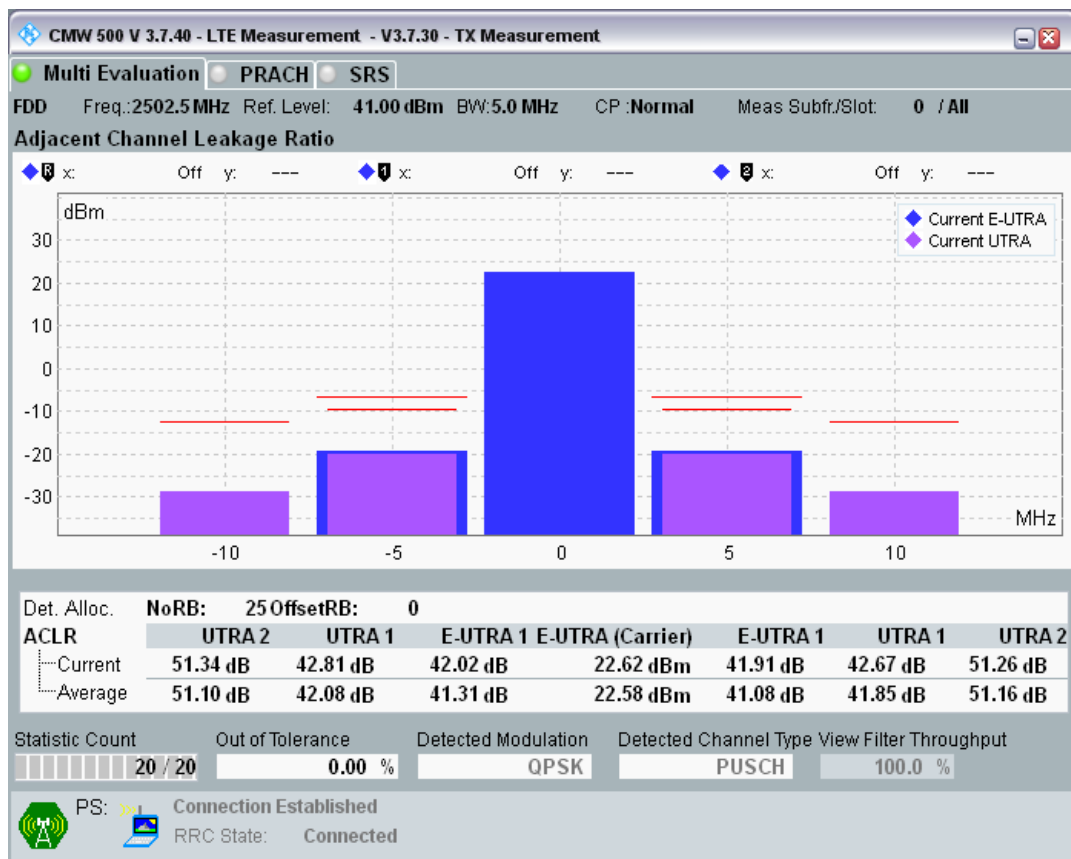 CMW 500 V 3.7.40 - LTE Measurement - V3.7.30 - TX Measurement
Multi Evaluation PRACH SRS
FDD Freq.:2502.5 MHz Ref. Level: 41.00 dBm BW:5.0 MHz CP :Normal Meas Subfr./Slot: 0 / All
Adjacent Channel Leakage Ratio
R x: Off y: --- 1 x: Off y: --- 2 x: Off y: ---
dBm
Current E-UTRA
Current UTRA
30
20
10
0
-10
-20
-30
MHz
-10 -5 0 5 10
Det. Alloc. NoRB: 25 OffsetRB: 0
ACLR UTRA 2 UTRA 1 E-UTRA 1 E-UTRA (Carrier) E-UTRA 1 UTRA 1 UTRA 2
Current 51.34 dB 42.81 dB 42.02 dB 22.62 dBm 41.91 dB 42.67 dB 51.26 dB
Average 51.10 dB 42.08 dB 41.31 dB 22.58 dBm 41.08 dB 41.85 dB 51.16 dB
Statistic Count Out of Tolerance Detected Modulation Detected Channel Type View Filter Throughput
20 / 20 0.00 % QPSK PUSCH 100.0 %
PS: Connection Established
RRC State: Connected